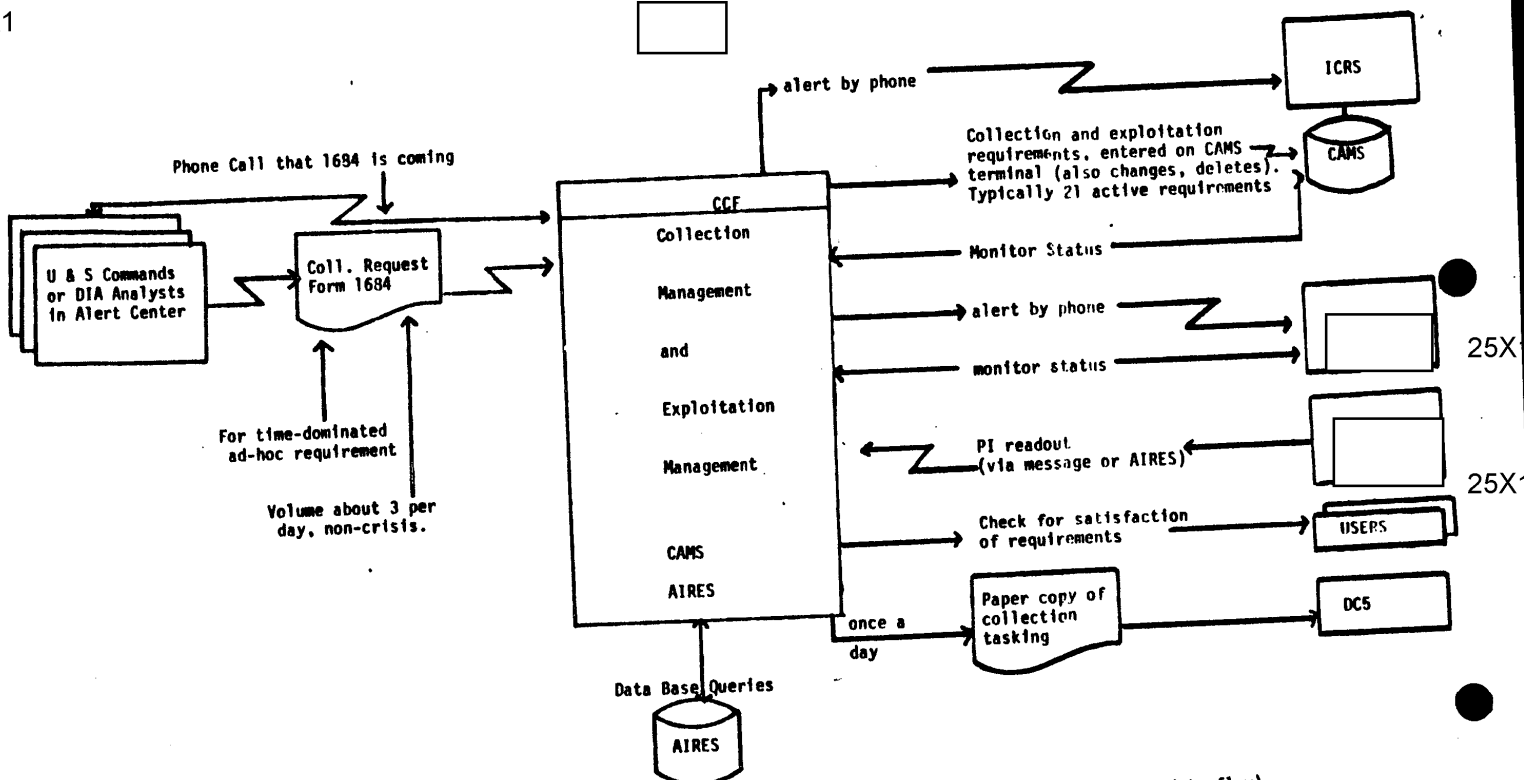 1
ICRS
alert by phone
Collection and exploitation
requirements, entered on CAMS
terminal (also changes, deletes).
Typically 21 active requirements
CAMS
Phone Call that 1684 is coming
CCF
Collection
Management
and
Exploitation
Management
CAMS
AIRES
Monitor Status
U & S Commands
or DIA Analysts
in Alert Center
Coll. Request
Form 1684
alert by phone
25X
monitor status
For time-dominated
ad-hoc requirement
PI readout
(via message or AIRES)
25X1
Volume about 3 per
day, non-crisis.
Check for satisfaction
of requirements
USERS
Paper copy of
collection
tasking
DC5
once a
day
Data Base Queries
AIRES